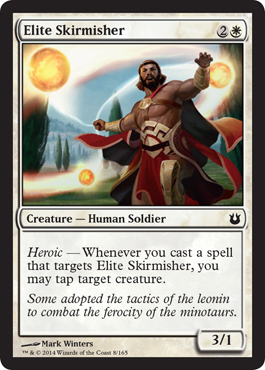 Elite Skirmisher 2
Creature — Human Soldier
Heroic — Whenever you cast a spell
that targets Elite Skirmisher, you
may tap target creature.
Some adopted the tactics of the leonin
to combat the ferocity of the minotaurs.
Mark Winters
™ & © 2014 Wizards of the Coast 8/165
3/1